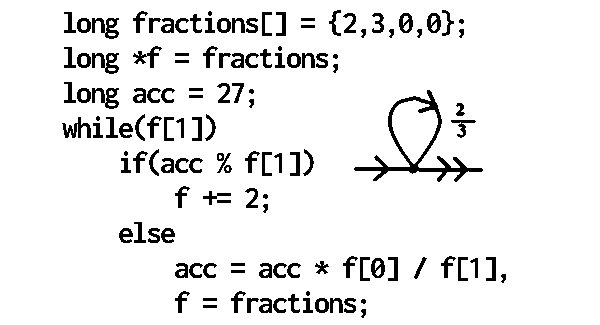 long fractions[] = {2,3,0,0};
long *f = fractions;
long acc = 27;
while(f[1])
    if(acc % f[1])
        f += 2;
    else
        acc = acc * f[0] / f[1],
        f = fractions;
2
3